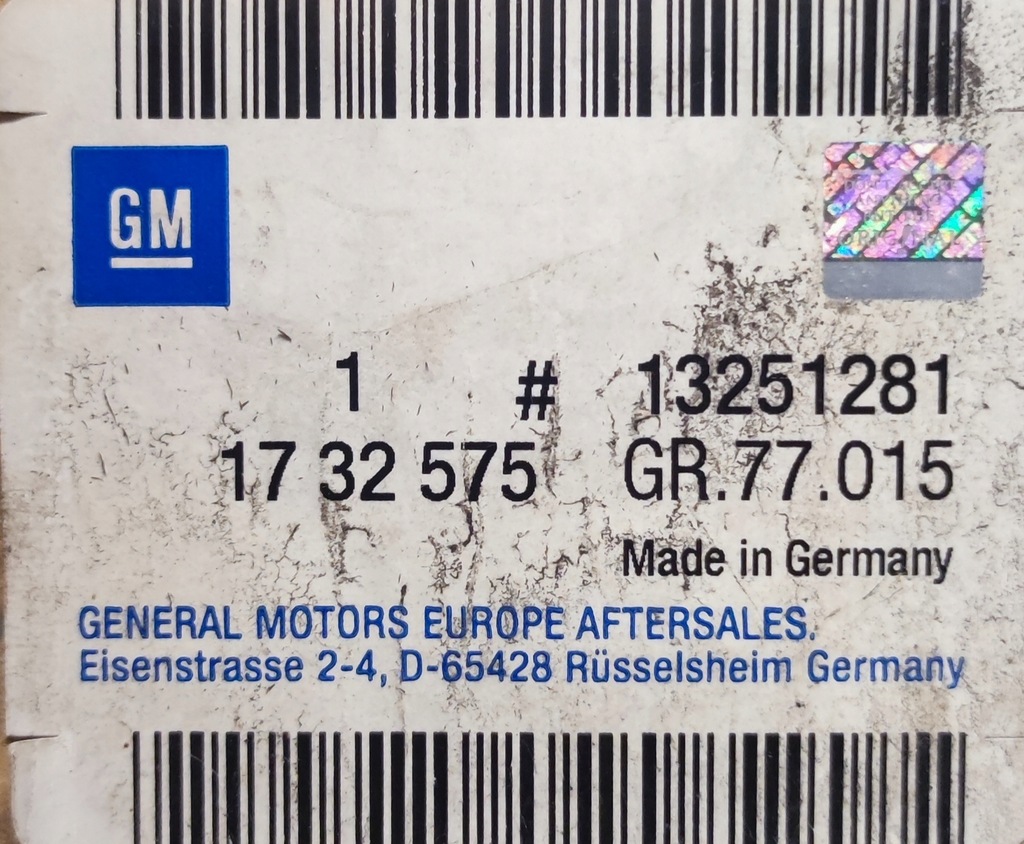 GM
1 # 13251281
17 32 575 GR.77.015
Made in Germany
GENERAL MOTORS EUROPE AFTERSALES.
Eisenstrasse 2-4, D-65428 Rüsselsheim Germany